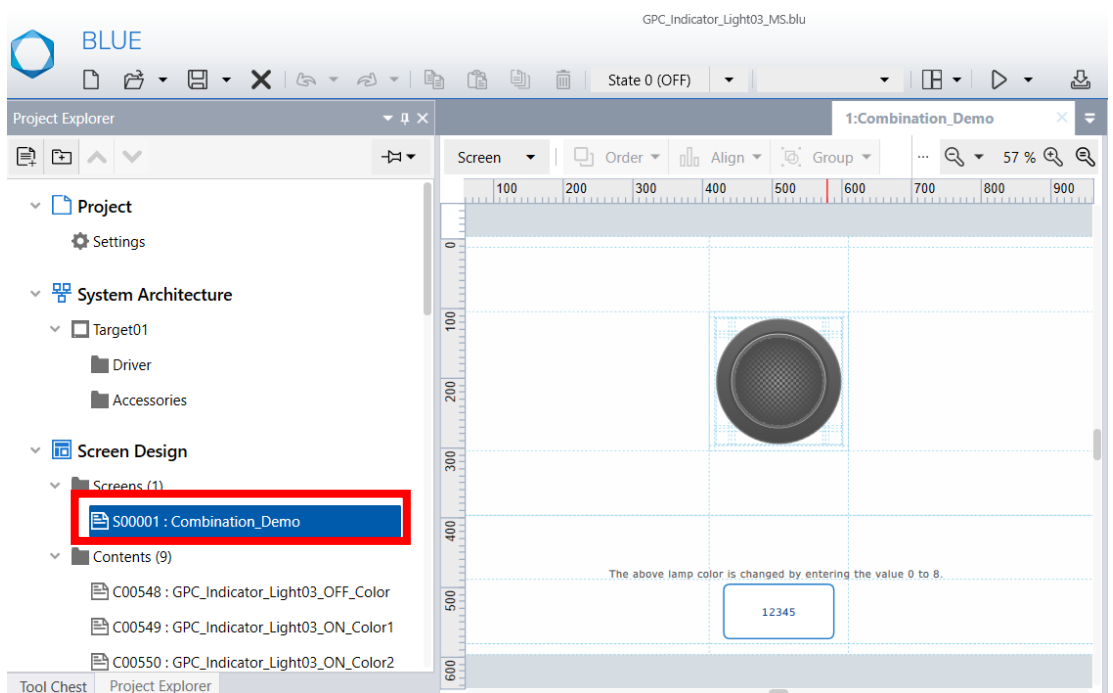 GPC_Indicator_Light03_MS.blu
BLUE
State 0 (OFF)
Project Explorer
1:Combination_Demo
Screen
Order
Align
Group
...
57 %
100 200 300 400 500 600 700 800 900
Project
Settings
System Architecture
Target01
Driver
Accessories
Screen Design
Screens (1)
S00001 : Combination_Demo
Contents (9)
C00548 : GPC_Indicator_Light03_OFF_Color
C00549 : GPC_Indicator_Light03_ON_Color1
C00550 : GPC_Indicator_Light03_ON_Color2
0
100
200
300
400
500
600
The above lamp color is changed by entering the value 0 to 8.
12345
Tool Chest
Project Explorer